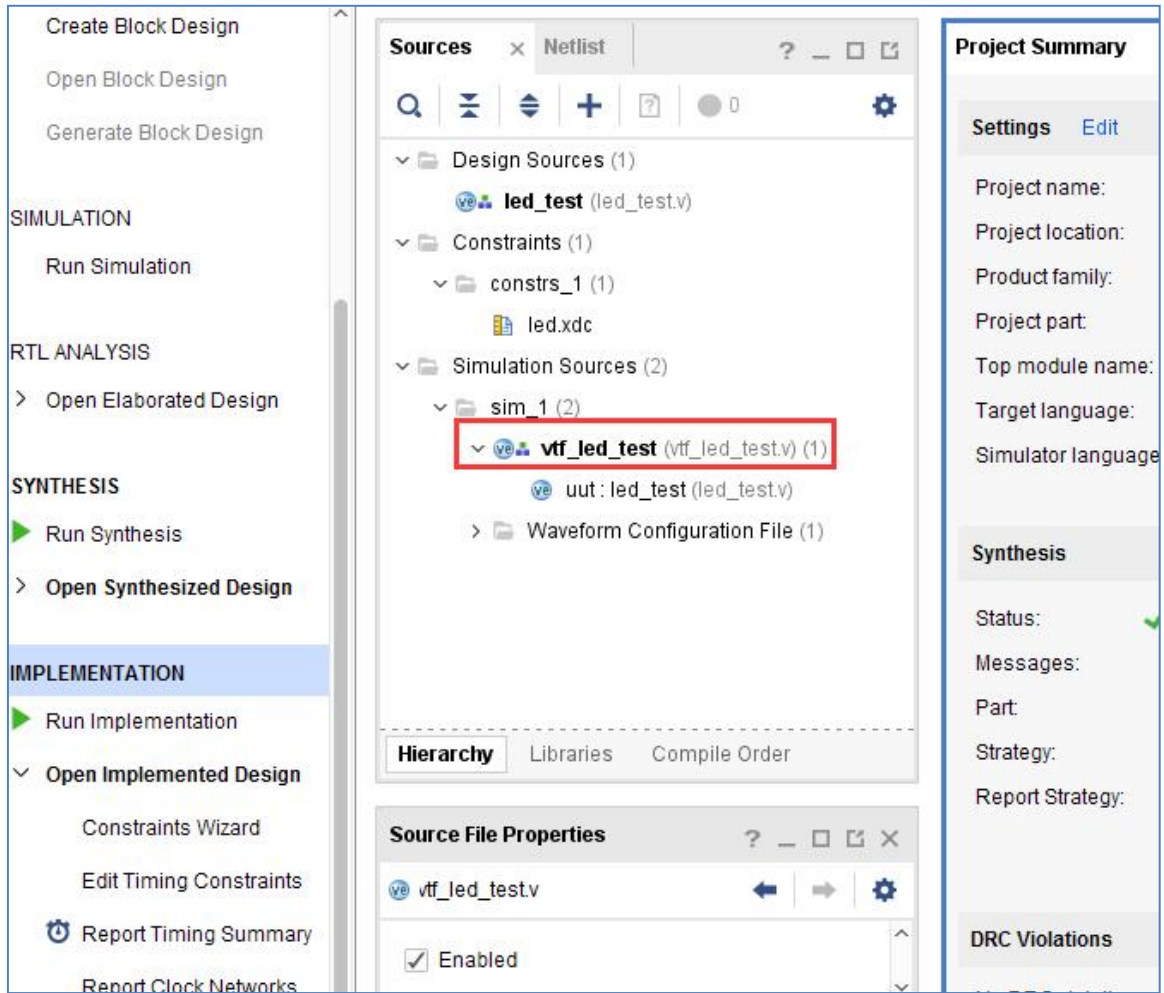 Create Block Design
Open Block Design
Generate Block Design
SIMULATION
Run Simulation
RTL ANALYSIS
Open Elaborated Design
SYNTHESIS
Run Synthesis
Open Synthesized Design
IMPLEMENTATION
Run Implementation
Open Implemented Design
Constraints Wizard
Edit Timing Constraints
Report Timing Summary
Report Clock Networks
Sources × Netlist ?
? 0
Design Sources (1)
led_test (led_test.v)
Constraints (1)
constrs_1 (1)
led.xdc
Simulation Sources (2)
sim_1 (2)
vtf_led_test (vtf_led_test.v) (1)
uut : led_test (led_test.v)
Waveform Configuration File (1)
Hierarchy Libraries Compile Order
Source File Properties ?
vtf_led_test.v
Enabled
Project Summary
Settings Edit
Project name:
Project location:
Product family:
Project part:
Top module name:
Target language:
Simulator language
Synthesis
Status:
Messages:
Part:
Strategy:
Report Strategy:
DRC Violations